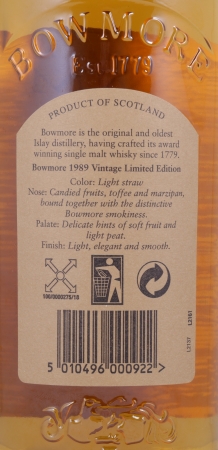 BOWMORE
Est. 1779
PRODUCT OF SCOTLAND
Bowmore is the original and oldest
Islay distillery, having crafted its award
winning single malt whisky since 1779.
Bowmore 1989 Vintage Limited Edition
Color: Light straw
Nose: Candied fruits, toffee and marzipan,
bound together with the distinctive
Bowmore smokiness.
Palate: Delicate hints of soft fruit and
light peat.
Finish: Light, elegant and smooth.
5 010496 000922 >